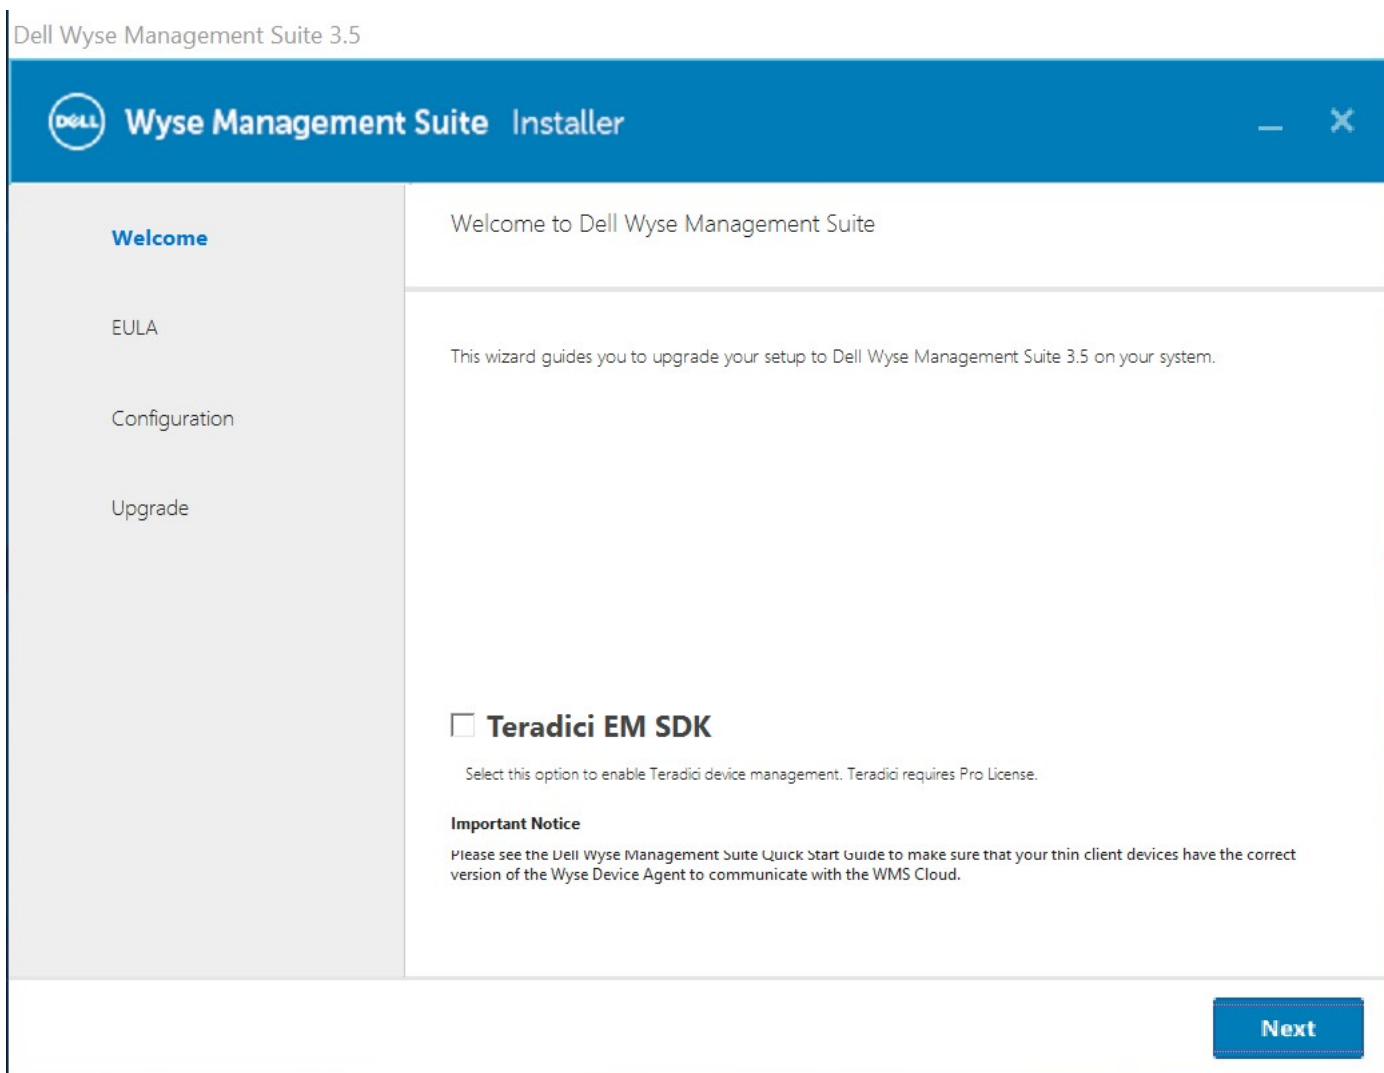 Dell Wyse Management Suite 3.5
DELL Wyse Management Suite Installer
Welcome
EULA
Configuration
Upgrade
Welcome to Dell Wyse Management Suite
This wizard guides you to upgrade your setup to Dell Wyse Management Suite 3.5 on your system.
Teradici EM SDK
Select this option to enable Teradici device management. Teradici requires Pro License.
Important Notice
Please see the Dell Wyse Management Suite Quick Start Guide to make sure that your thin client devices have the correct
version of the Wyse Device Agent to communicate with the WMS Cloud.
Next